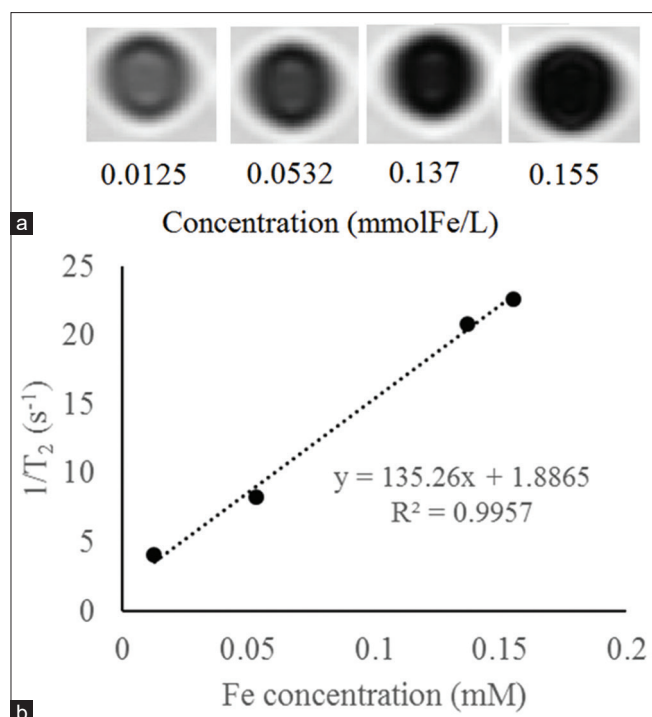 0.0125 0.0532 0.137 0.155
a Concentration (mmolFe/L)
25
20
15
10
5
0
1/T₂ (s⁻¹)
y = 135.26x + 1.8865
R² = 0.9957
0 0.05 0.1 0.15 0.2
b Fe concentration (mM)